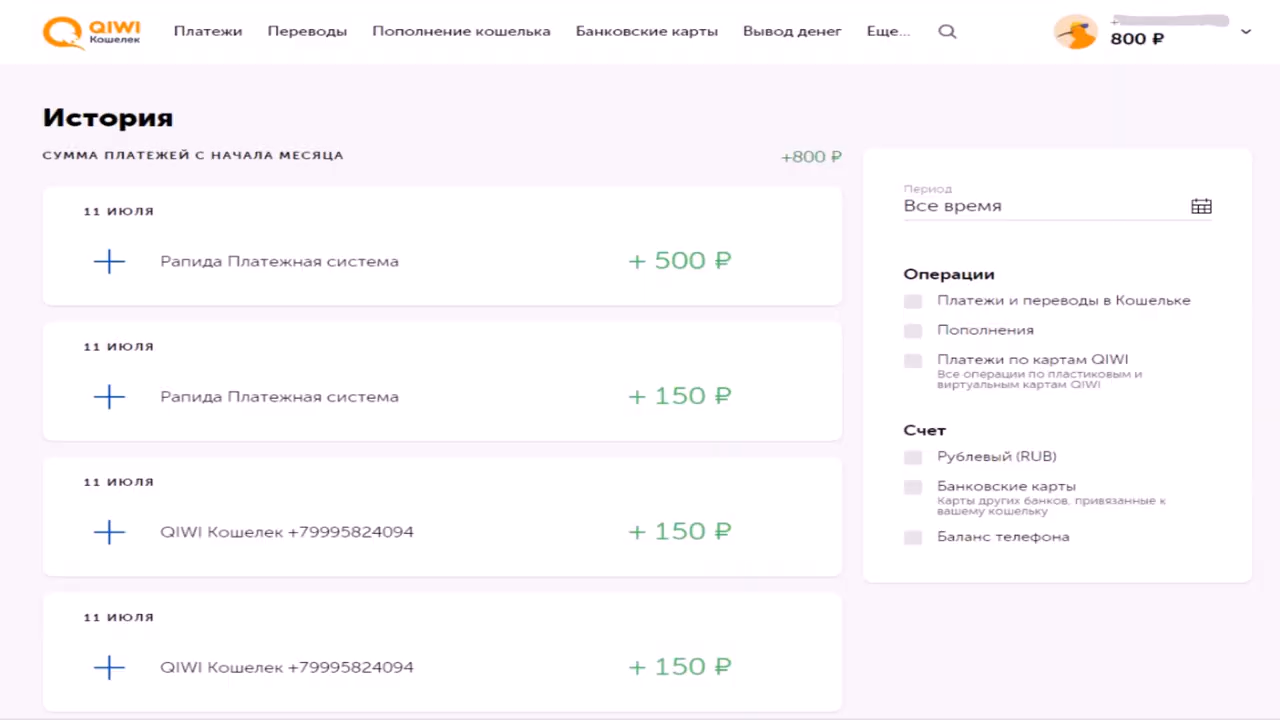 QIWI
Кошелек
Платежи
Переводы
Пополнение кошелька
Банковские карты
Вывод денег
Еще...
800 ₽
История
СУММА ПЛАТЕЖЕЙ С НАЧАЛА МЕСЯЦА
+800 ₽
11 ИЮЛЯ
Рапида Платежная система
+ 500 ₽
11 ИЮЛЯ
Рапида Платежная система
+ 150 ₽
11 ИЮЛЯ
QIWI Кошелек +79995824094
+ 150 ₽
11 ИЮЛЯ
QIWI Кошелек +79995824094
+ 150 ₽
Период
Все время
Операции
Платежи и переводы в Кошельке
Пополнения
Платежи по картам QIWI
Все операции по пластиковым и
виртуальным картам QIWI
Счет
Рублевый (RUB)
Банковские карты
Карты других банков, привязанные к
вашему кошельку
Баланс телефона